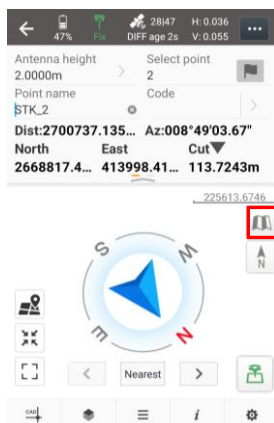 28|47 H:0.036
47% Fix DIFF age 2s V:0.055
Antenna height Select point
2.0000m 2
Point name Code
STK_2
Dist:2700737.135... Az:008°49'03.67"
North East Cut▼
2668817.4... 413998.41... 113.7243m
225613.6746
N
S W
E N
Nearest
CAD
i